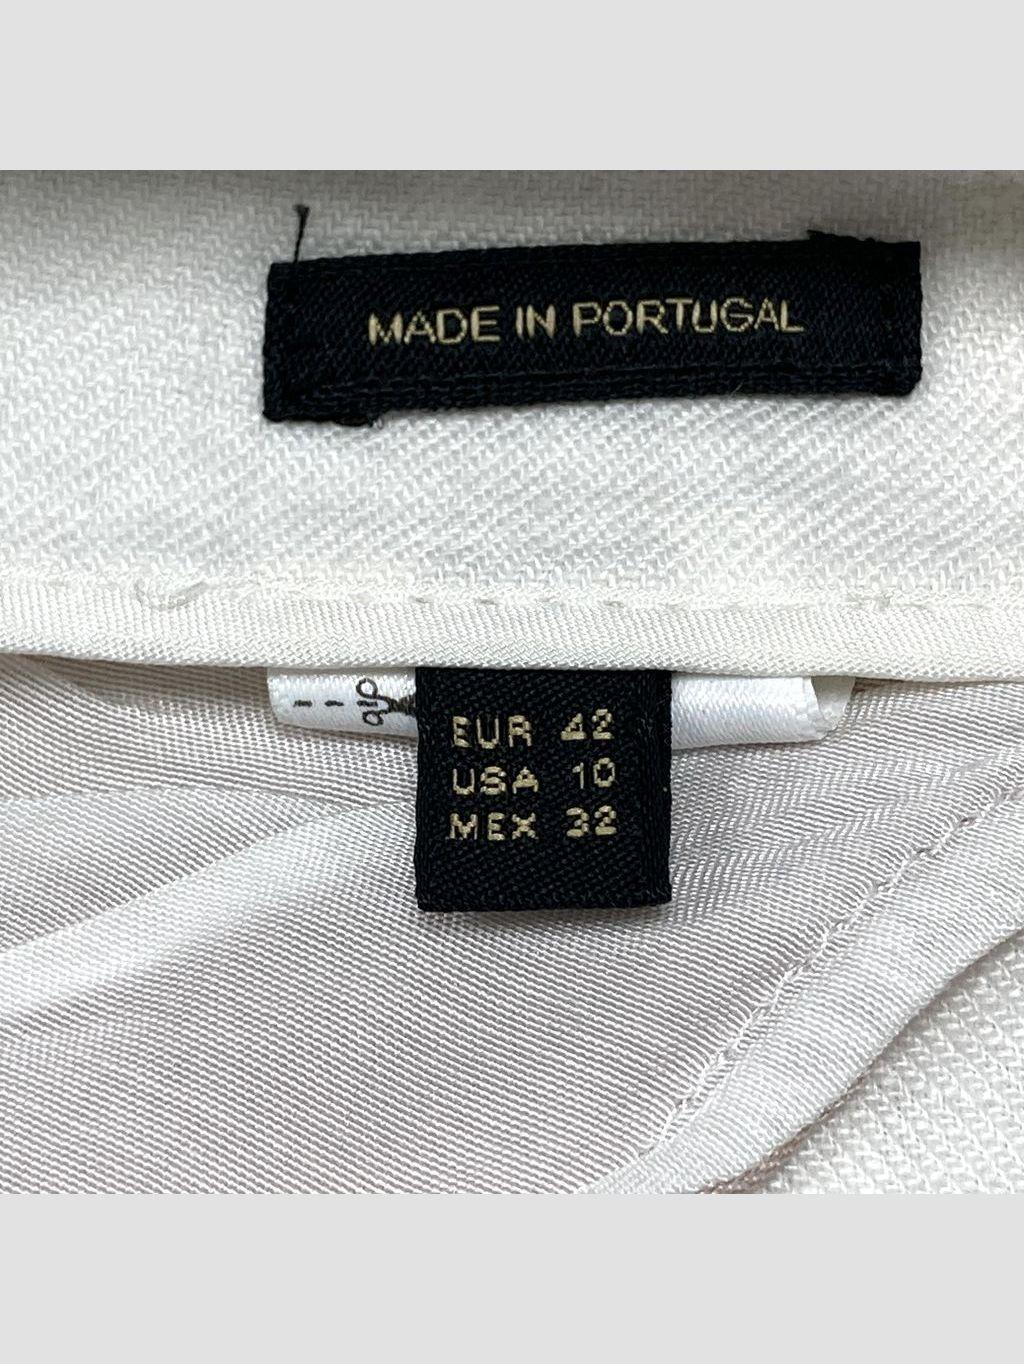 MADE IN PORTUGAL
EUR 42
USA 10
MEX 32